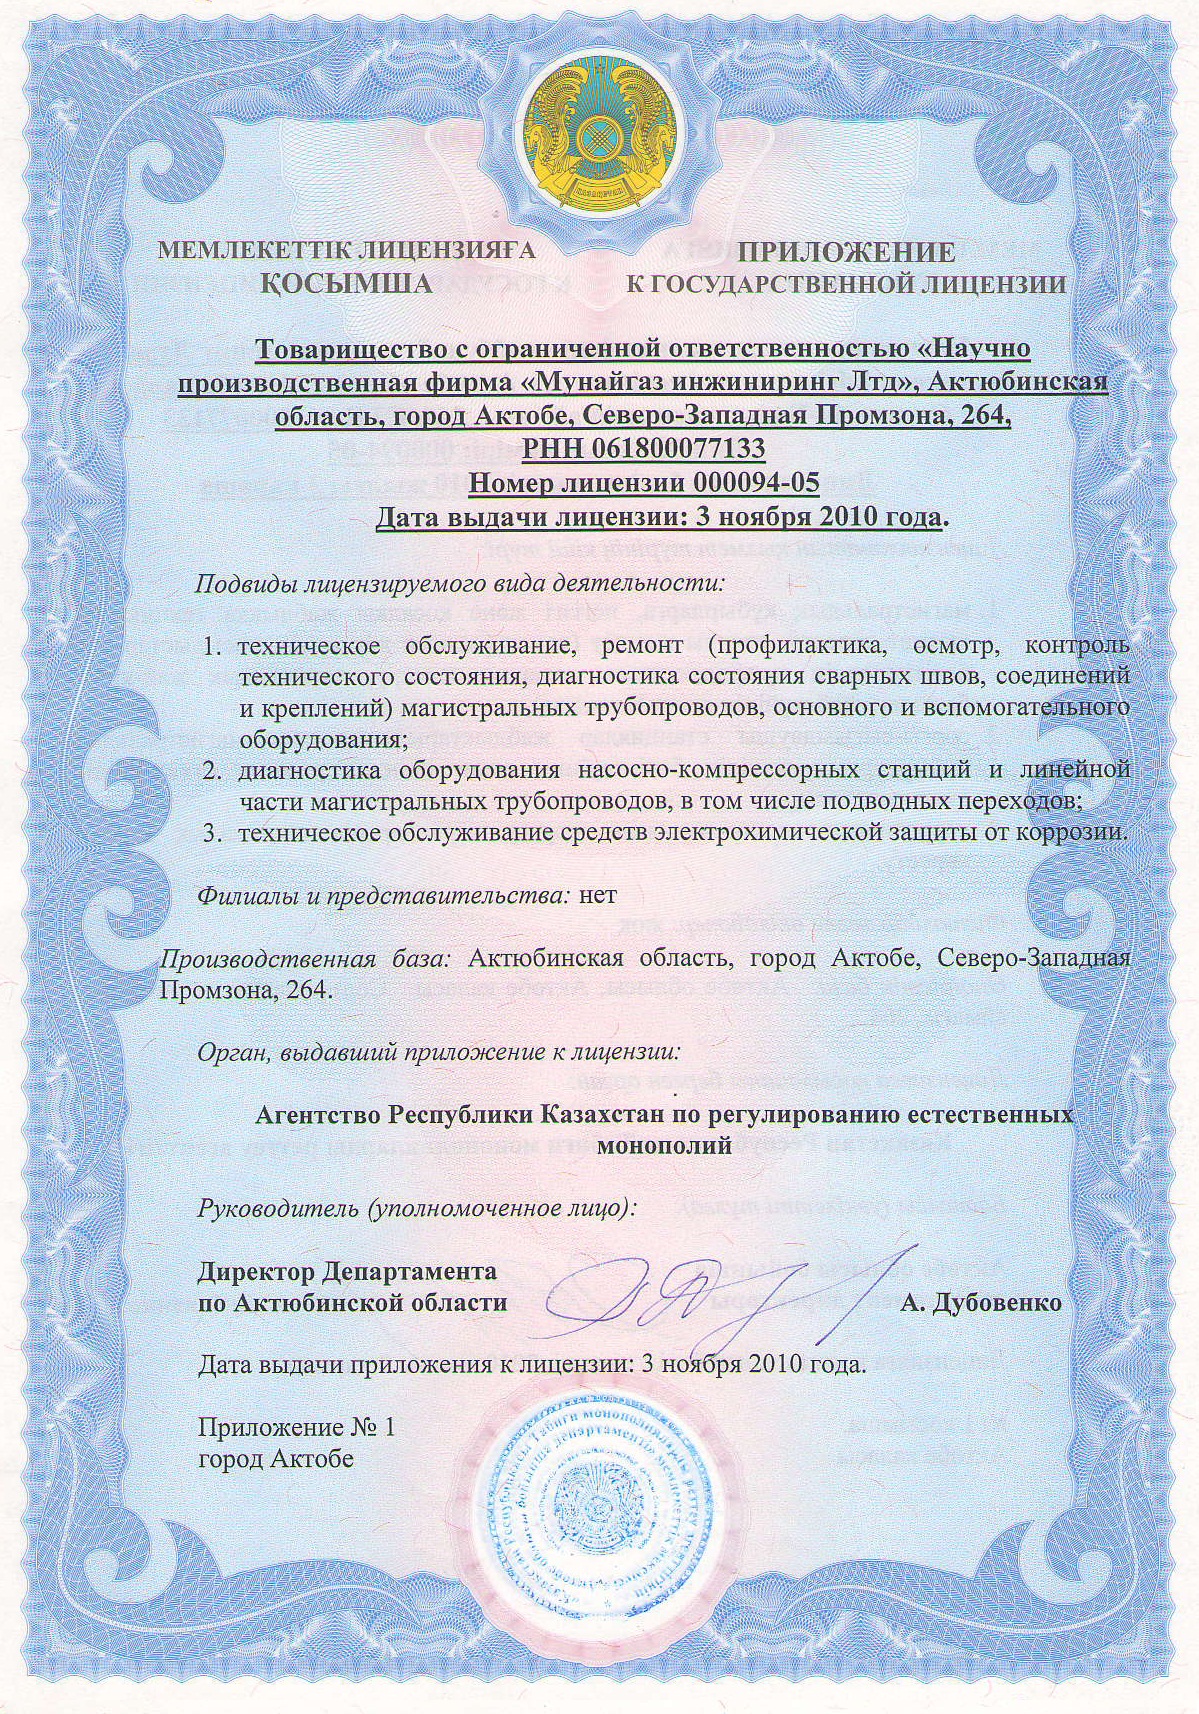 ҚАЗАҚСТАН
МЕМЛЕКЕТТІК ЛИЦЕНЗИЯҒА
ҚОСЫМША
ПРИЛОЖЕНИЕ
К ГОСУДАРСТВЕННОЙ ЛИЦЕНЗИИ
Товарищество с ограниченной ответственностью «Научно
производственная фирма «Мунайгаз инжиниринг Лтд», Актюбинская
область, город Актобе, Северо-Западная Промзона, 264,
РНН 061800077133
Номер лицензии 000094-05
Дата выдачи лицензии: 3 ноября 2010 года.
Подвиды лицензируемого вида деятельности:
1. техническое обслуживание, ремонт (профилактика, осмотр, контроль
технического состояния, диагностика состояния сварных швов, соединений
и креплений) магистральных трубопроводов, основного и вспомогательного
оборудования;
2. диагностика оборудования насосно-компрессорных станций и линейной
части магистральных трубопроводов, в том числе подводных переходов;
3. техническое обслуживание средств электрохимической защиты от коррозии.
Филиалы и представительства: нет
Производственная база: Актюбинская область, город Актобе, Северо-Западная
Промзона, 264.
Орган, выдавший приложение к лицензии:
Агентство Республики Казахстан по регулированию естественных
монополий
Руководитель (уполномоченное лицо):
Директор Департамента
по Актюбинской области
А. Дубовенко
Дата выдачи приложения к лицензии: 3 ноября 2010 года.
Приложение № 1
город Актобе